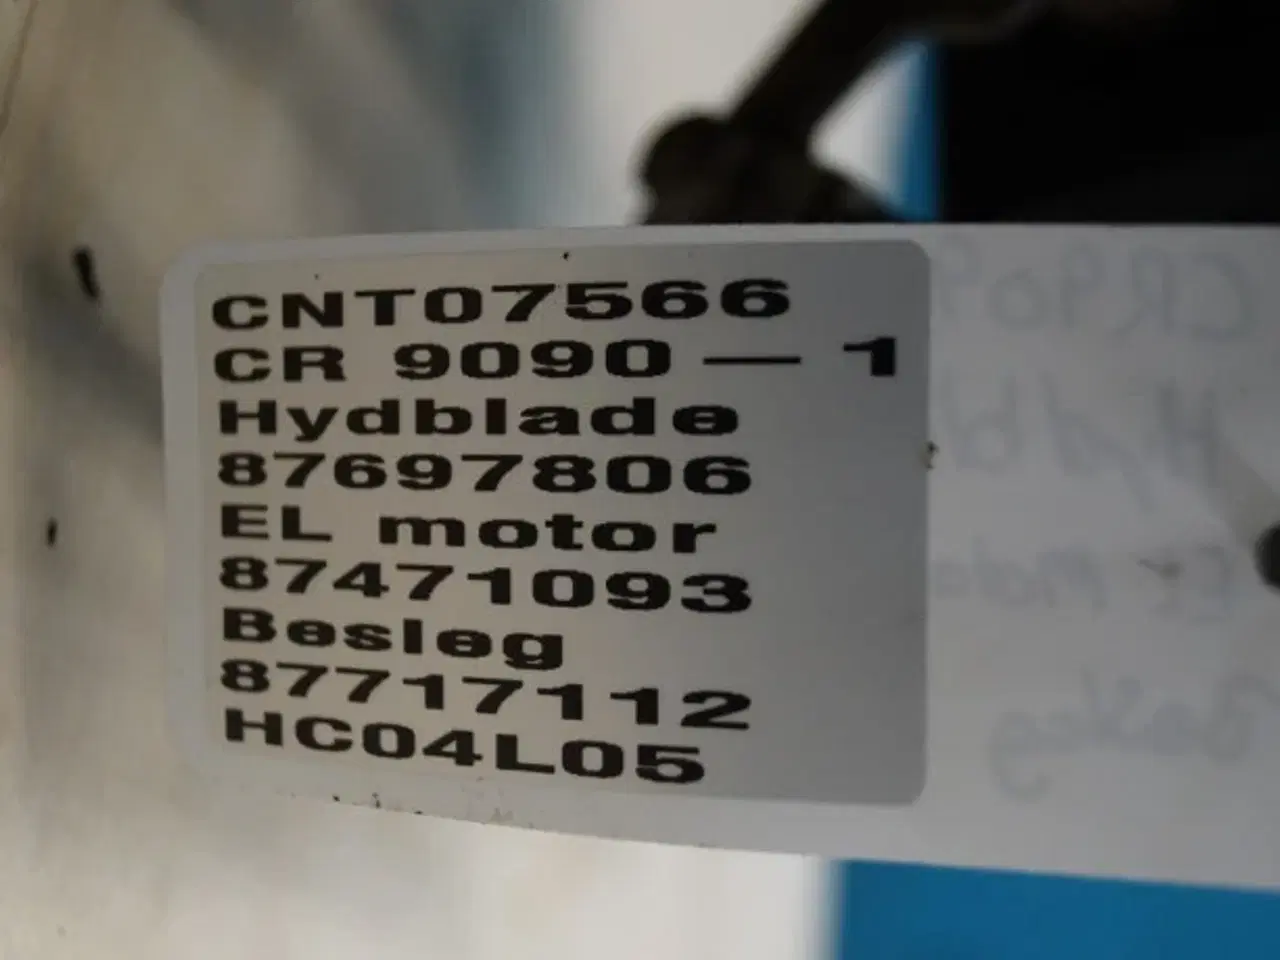 CNT07566
CR 9090 — 1
Hydblade
87697806
EL motor
87471093
Besleg
87717112
HC04L05